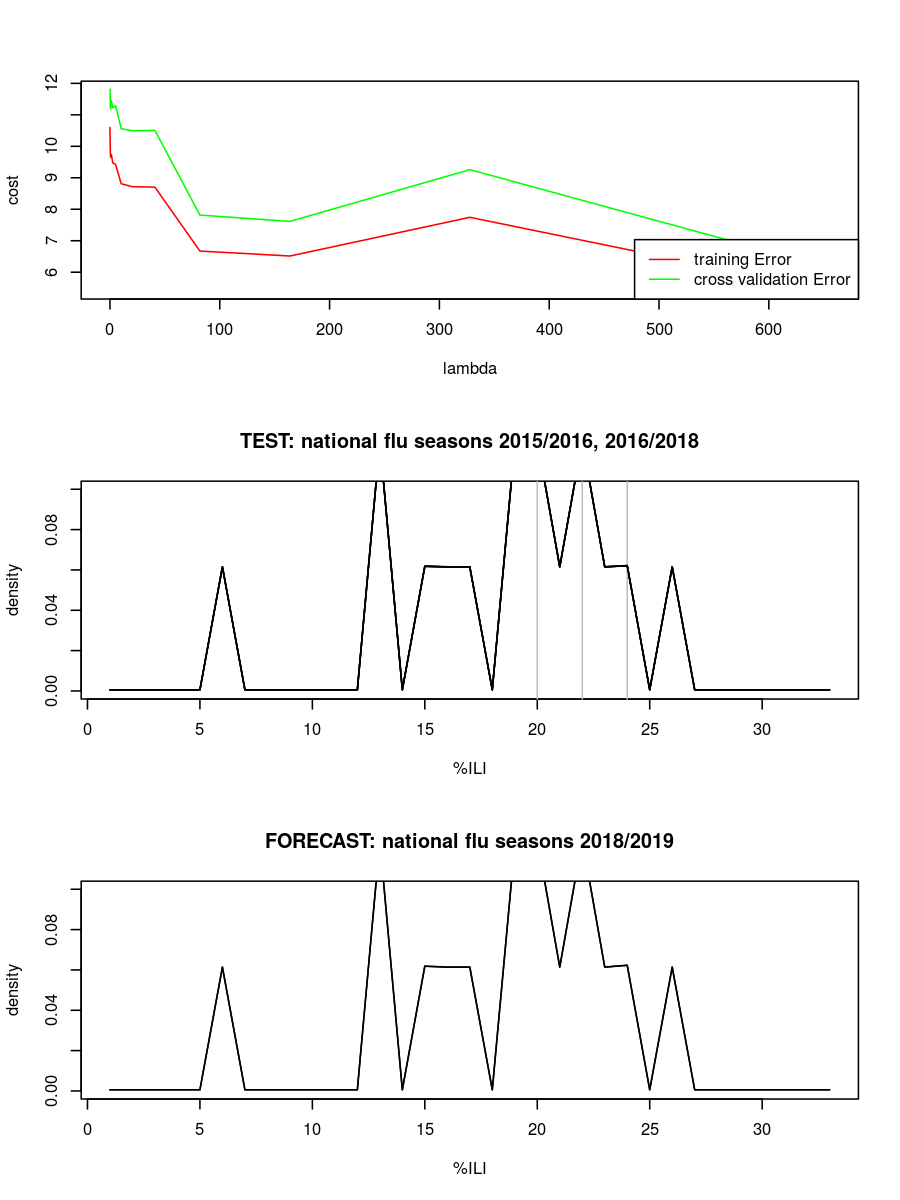 12
10
9
8
7
6
cost
training Error
cross validation Error
0 100 200 300 400 500 600
lambda
TEST: national flu seasons 2015/2016, 2016/2018
0.08
0.04
0.00
density
0 5 10 15 20 25 30
%ILI
FORECAST: national flu seasons 2018/2019
0.08
0.04
0.00
density
0 5 10 15 20 25 30
%ILI